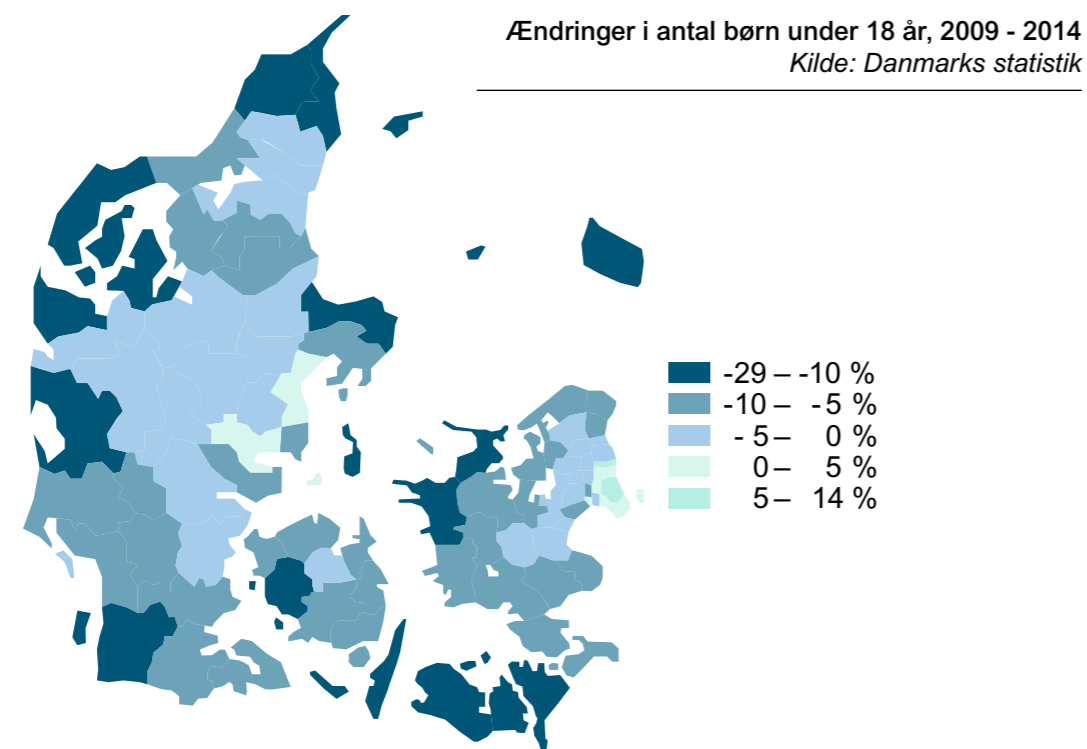 Ændringer i antal børn under 18 år, 2009 - 2014
Kilde: Danmarks statistik
-29 – -10 %
-10 – -5 %
- 5 – 0 %
0 – 5 %
5 – 14 %